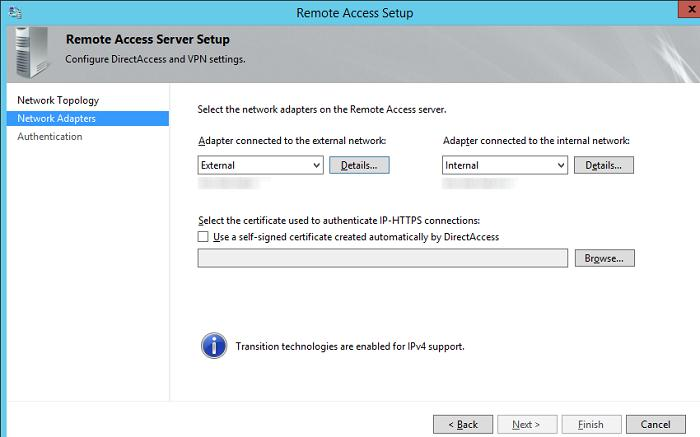 Remote Access Setup
X
Remote Access Server Setup
Configure DirectAccess and VPN settings.
Network Topology
Network Adapters
Authentication
Select the network adapters on the Remote Access server.
Adapter connected to the external network:
External
Details...
Adapter connected to the internal network:
Internal
Details...
Select the certificate used to authenticate IP-HTTPS connections:
Use a self-signed certificate created automatically by DirectAccess
Browse...
i
Transition technologies are enabled for IPv4 support.
< Back
Next >
Finish
Cancel